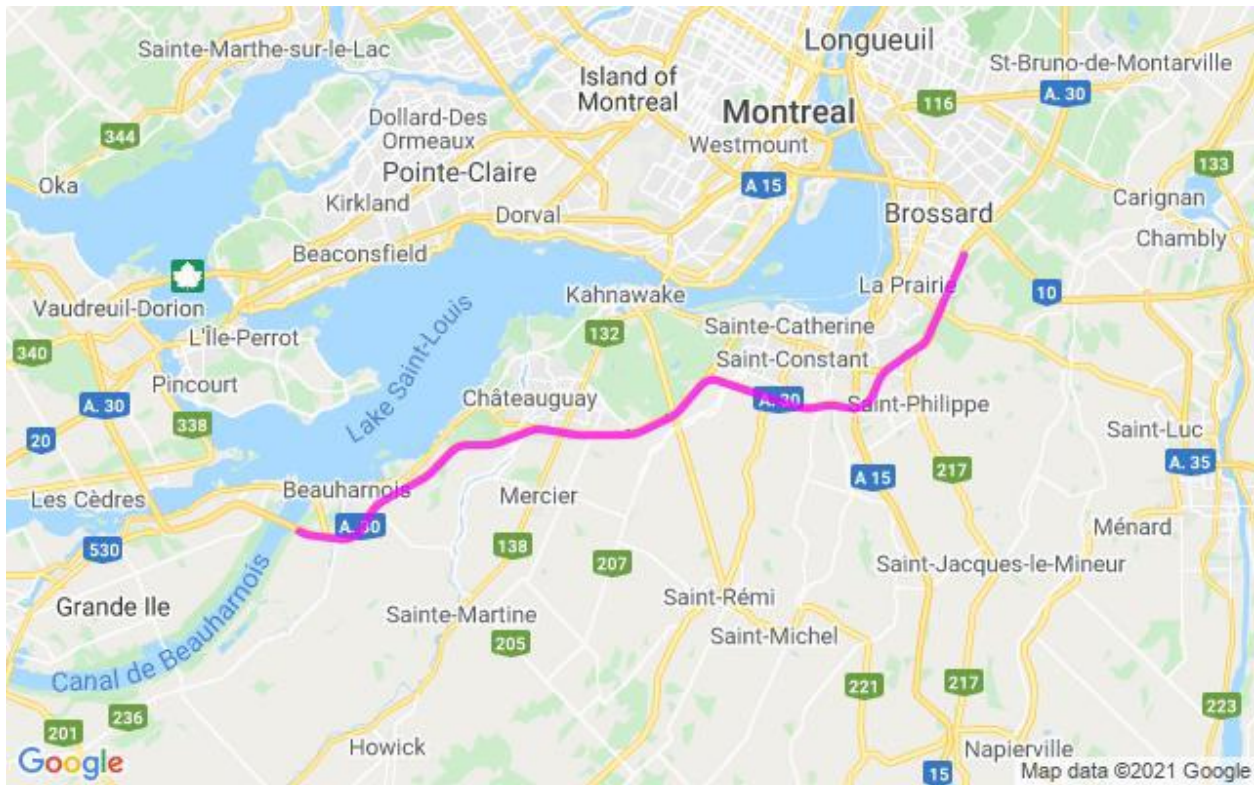 Longueuil
Sainte-Marthe-sur-le-Lac
St-Bruno-de-Montarville
Island of
Montreal
A. 30
116
Montreal
Dollard-Des
Ormeaux
344
Westmount
133
Pointe-Claire
Oka
A 15
Kirkland
Carignan
Dorval
Brossard
Beaconsfield
Chambly
Vaudreuil-Dorion
Kahnawake
La Prairie
10
L'Île-Perrot
132
Sainte-Catherine
340
Saint-Constant
Pincourt
Lake Saint-Louis
Châteauguay
A. 30
A. 30
Saint-Philippe
338
20
Saint-Luc
A. 35
217
A 15
Les Cèdres
Beauharnois
Mercier
A. 30
Ménard
530
138
207
Saint-Jacques-le-Mineur
Grande Ile
Saint-Rémi
Sainte-Martine
Saint-Michel
205
Canal de Beauharnois
221
217
236
201
223
Howick
Napierville
Google
15
Map data ©2021 Google